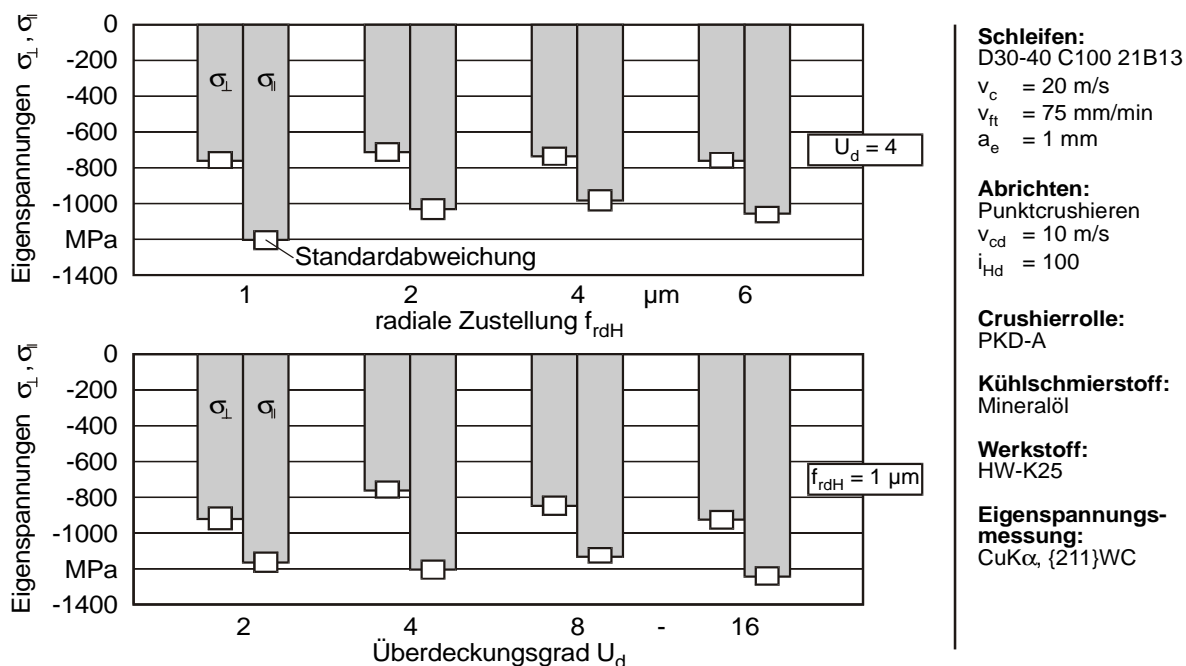 Eigenspannungen σ⊥, σ∥
0
-200
-400
-600
-800
-1000
MPa
-1400
σ⊥ σ∥
U_d = 4
Standardabweichung
1 2 4 µm 6
radiale Zustellung f_rdH
Eigenspannungen σ⊥, σ∥
0
-200
-400
-600
-800
-1000
MPa
-1400
σ⊥ σ∥
f_rdH = 1 µm
2 4 8 - 16
Überdeckungsgrad U_d
Schleifen:
D30-40 C100 21B13
v_c = 20 m/s
v_ft = 75 mm/min
a_e = 1 mm
Abrichten:
Punktcrushieren
v_cd = 10 m/s
i_Hd = 100
Crushierrolle:
PKD-A
Kühlschmierstoff:
Mineralöl
Werkstoff:
HW-K25
Eigenspannungs-
messung:
CuKα, {211}WC